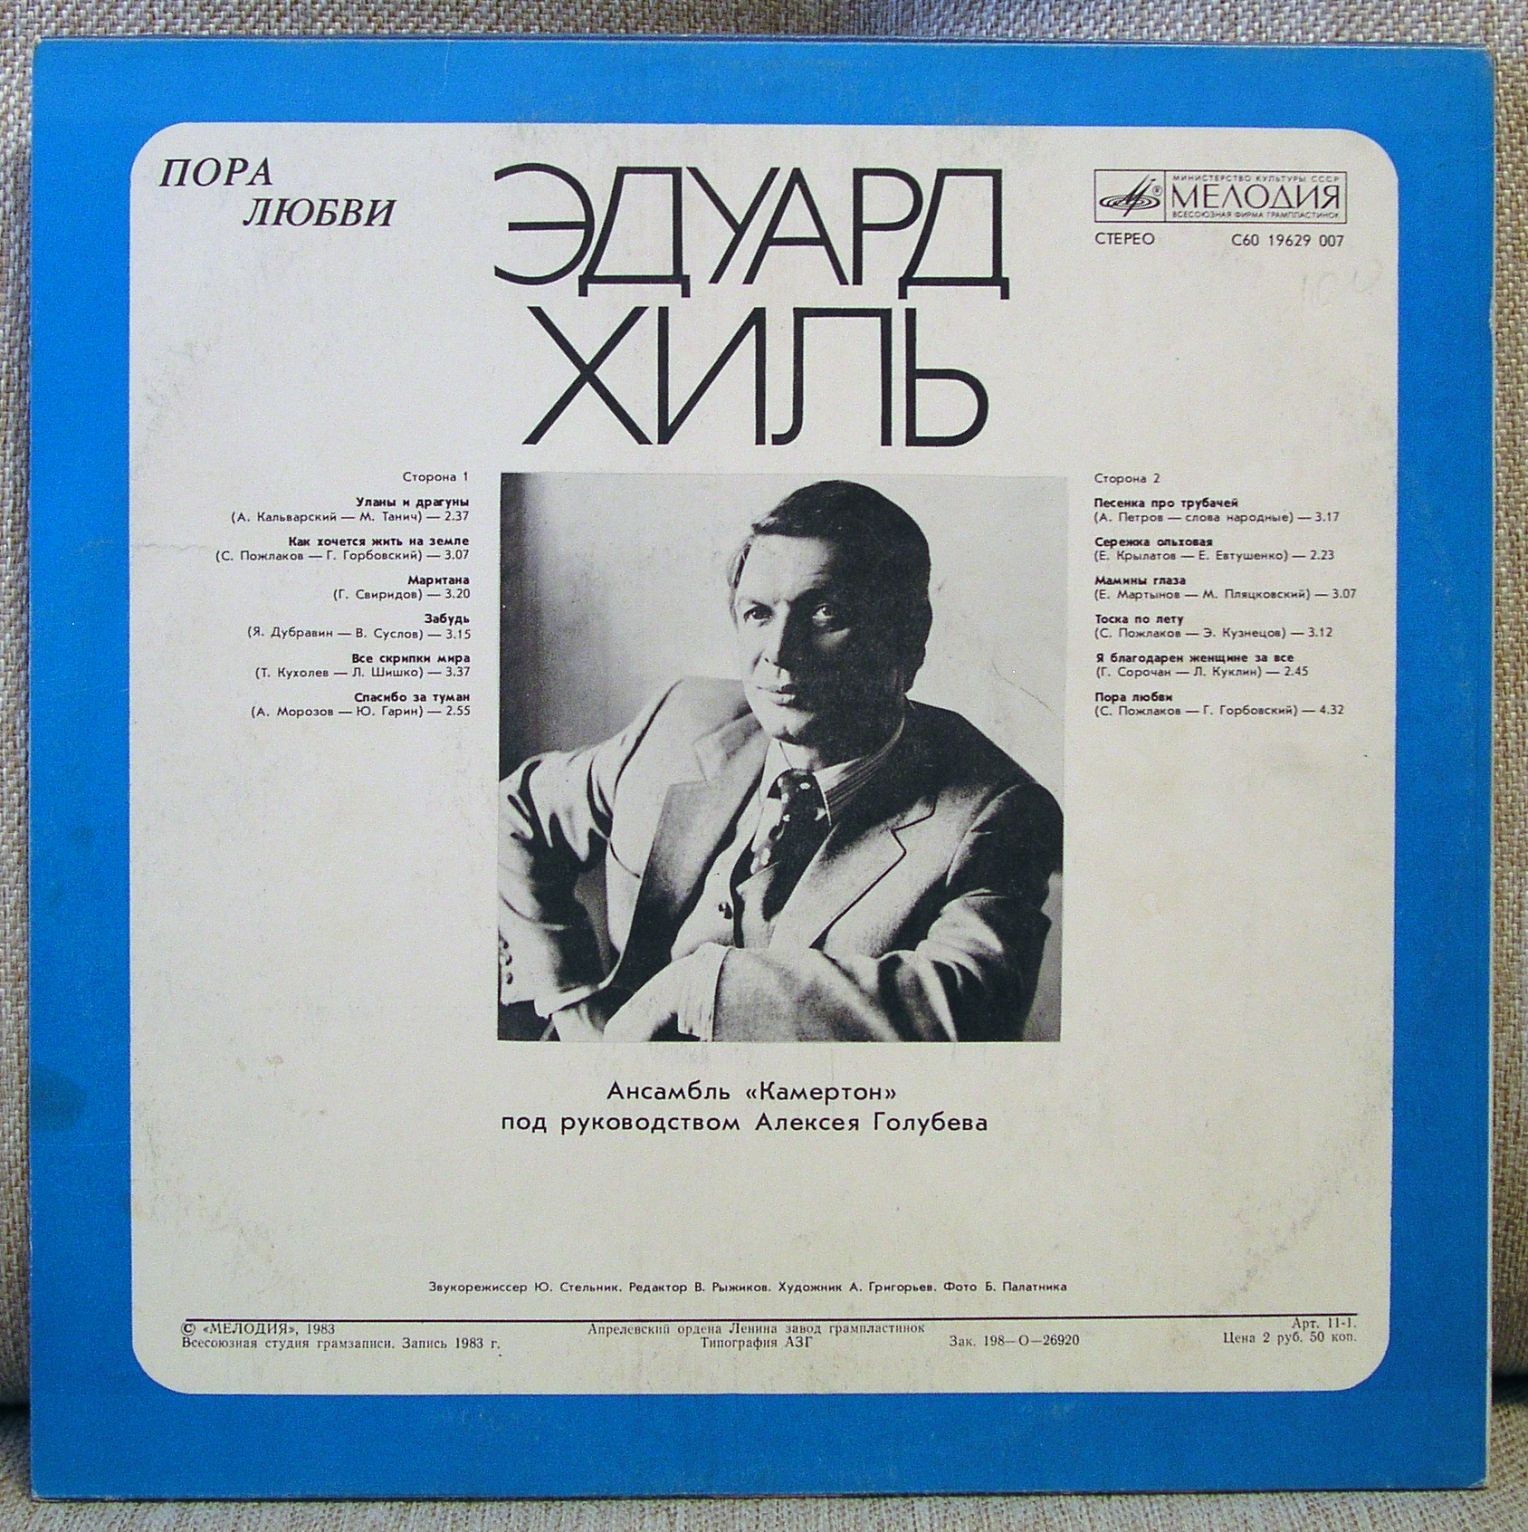 ПОРА
ЛЮБВИ
ЭДУАРД
ХИЛЬ
МИНИСТЕРСТВО КУЛЬТУРЫ СССР
МЕЛОДИЯ
ВСЕСОЮЗНАЯ ФИРМА ГРАМПЛАСТИНОК
СТЕРЕО С60 19629 007
Сторона 1
Уланы и драгуны
(А. Кальварский — М. Танич) — 2.37
Как хочется жить на земле
(С. Пожлаков — Г. Горбовский) — 3.07
Маритана
(Г. Свиридов) — 3.20
Забудь
(Я. Дубравин — В. Суслов) — 3.15
Все скрипки мира
(Т. Кухолев — Л. Шишко) — 3.37
Спасибо за туман
(А. Морозов — Ю. Гарин) — 2.55
Сторона 2
Песенка про трубачей
(А. Петров — слова народные) — 3.17
Сережка ольховая
(Е. Крылатов — Е. Евтушенко) — 2.23
Мамины глаза
(Е. Мартынов — М. Пляцковский) — 3.07
Тоска по лету
(С. Пожлаков — Э. Кузнецов) — 3.12
Я благодарен женщине за все
(Г. Сорочан — Л. Куклин) — 2.45
Пора любви
(С. Пожлаков — Г. Горбовский) — 4.32
Ансамбль «Камертон»
под руководством Алексея Голубева
Звукорежиссер Ю. Стельник. Редактор В. Рыжиков. Художник А. Григорьев. Фото Б. Палатника
© «МЕЛОДИЯ», 1983 Апрелевский ордена Ленина завод грампластинок Арт. 11-1.
Всесоюзная студия грамзаписи. Запись 1983 г. Типография АЗГ Зак. 198—О—26920 Цена 2 руб. 50 коп.